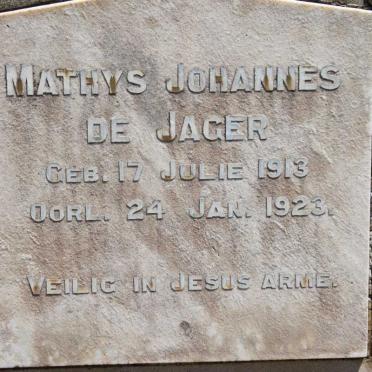 MATHYS JOHANNES
DE JAGER
GEB. 17 JULIE 1913
OORL. 24 JAN. 1923.
VEILIG IN JESUS ARME.